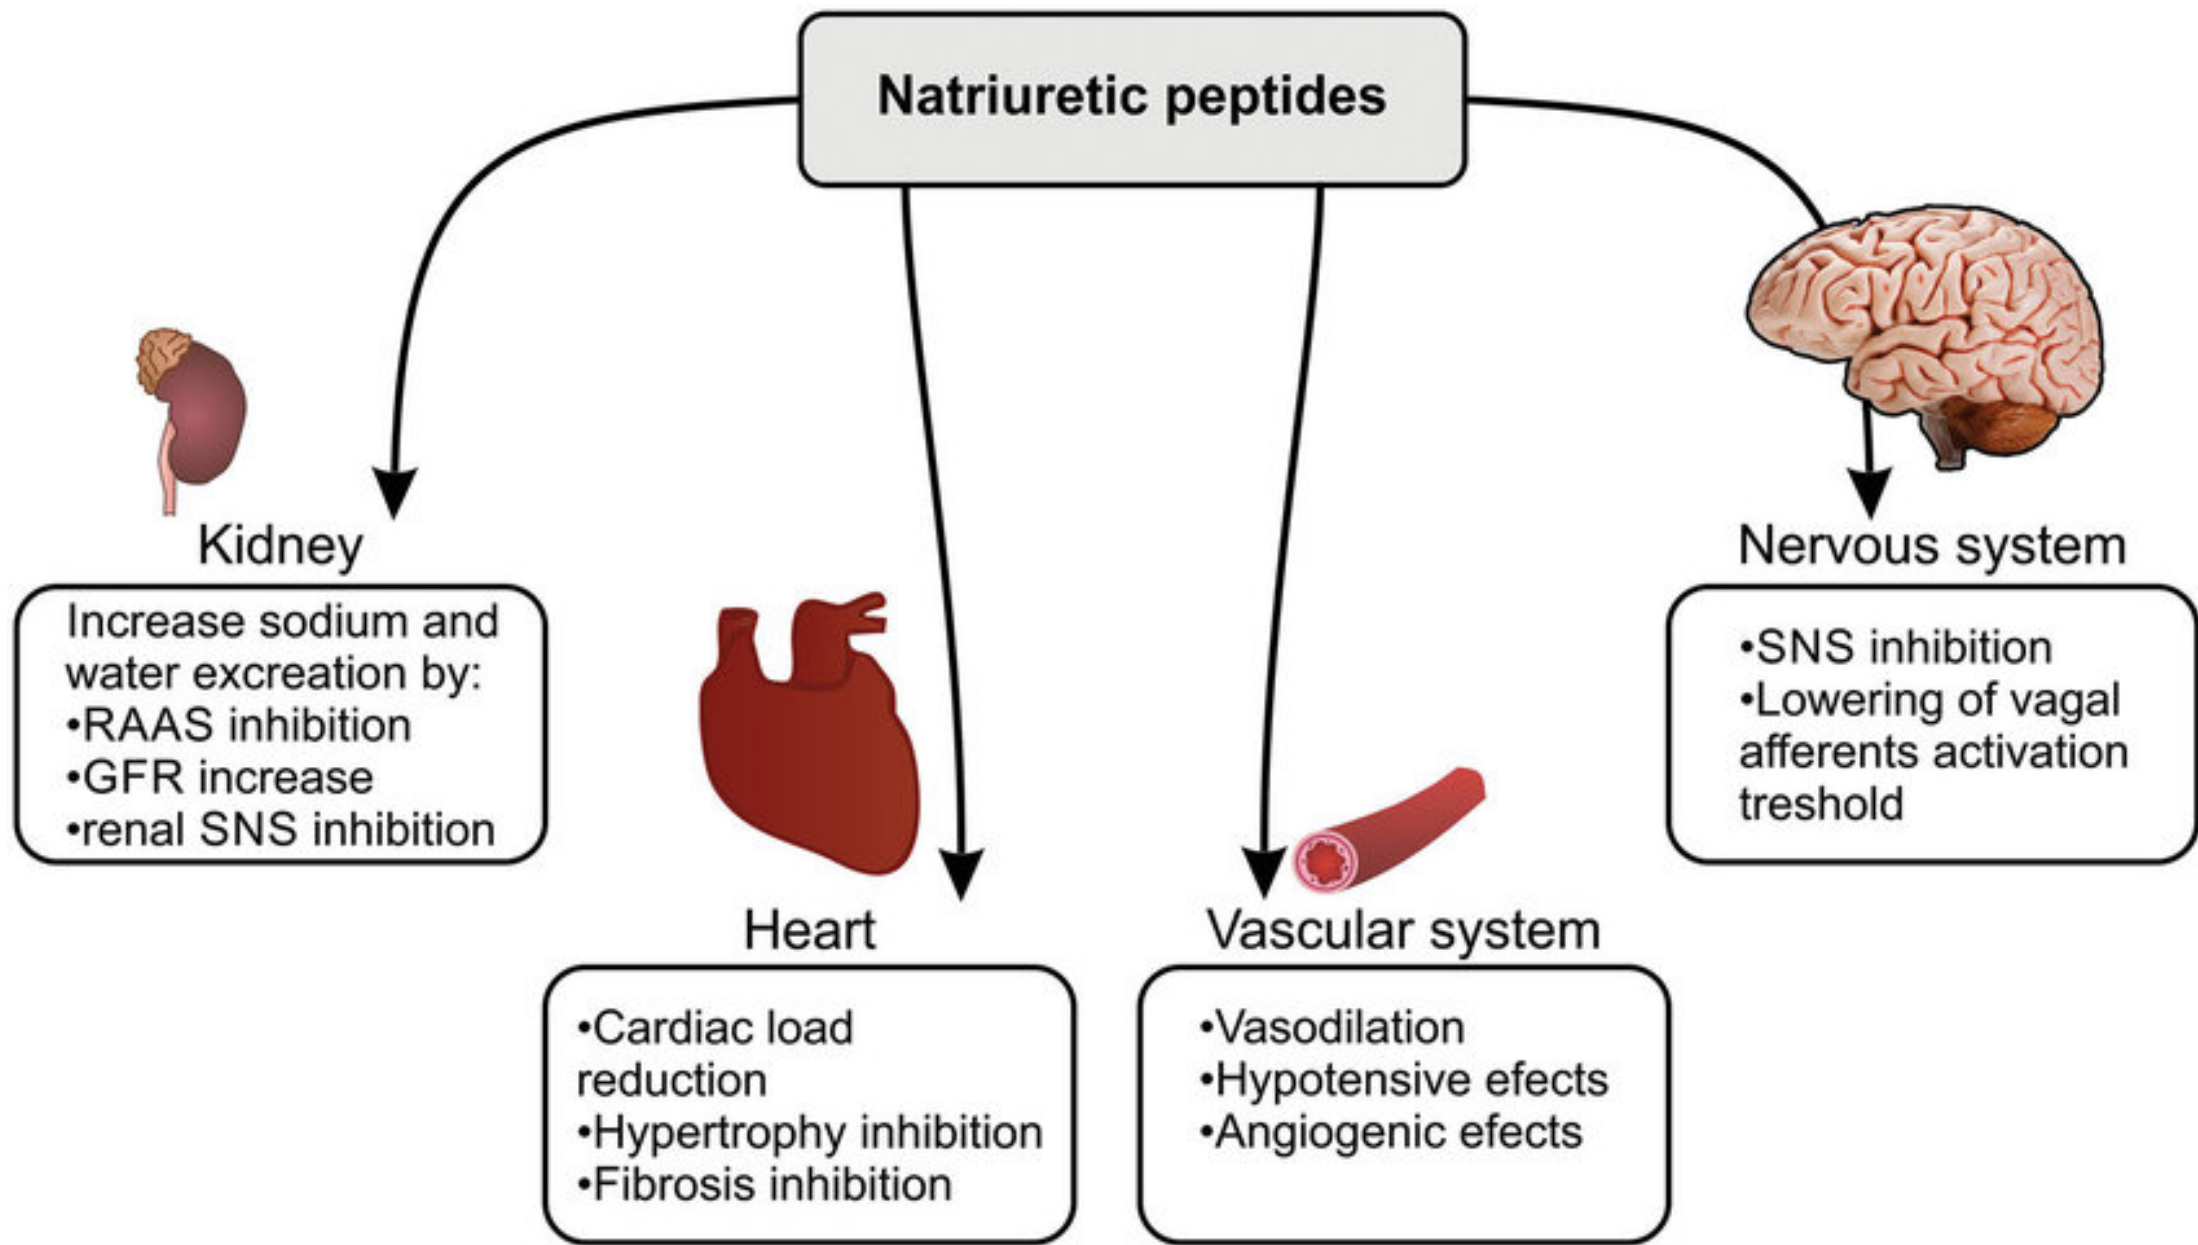 Natriuretic peptides
Kidney
Increase sodium and
water excreation by:
•RAAS inhibition
•GFR increase
•renal SNS inhibition
Heart
•Cardiac load
reduction
•Hypertrophy inhibition
•Fibrosis inhibition
Vascular system
•Vasodilation
•Hypotensive efects
•Angiogenic efects
Nervous system
•SNS inhibition
•Lowering of vagal
afferents activation
treshold